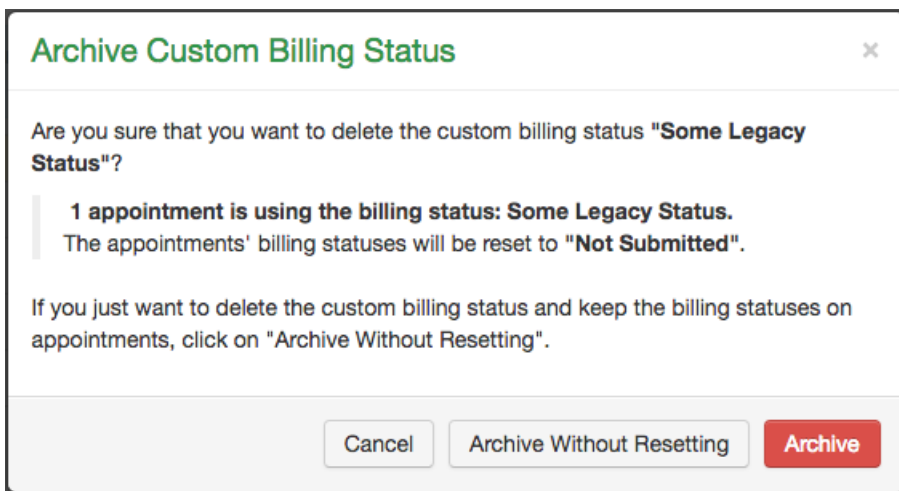 Archive Custom Billing Status
×
Are you sure that you want to delete the custom billing status "Some Legacy
Status"?
1 appointment is using the billing status: Some Legacy Status.
The appointments' billing statuses will be reset to "Not Submitted".
If you just want to delete the custom billing status and keep the billing statuses on
appointments, click on "Archive Without Resetting".
Cancel Archive Without Resetting Archive